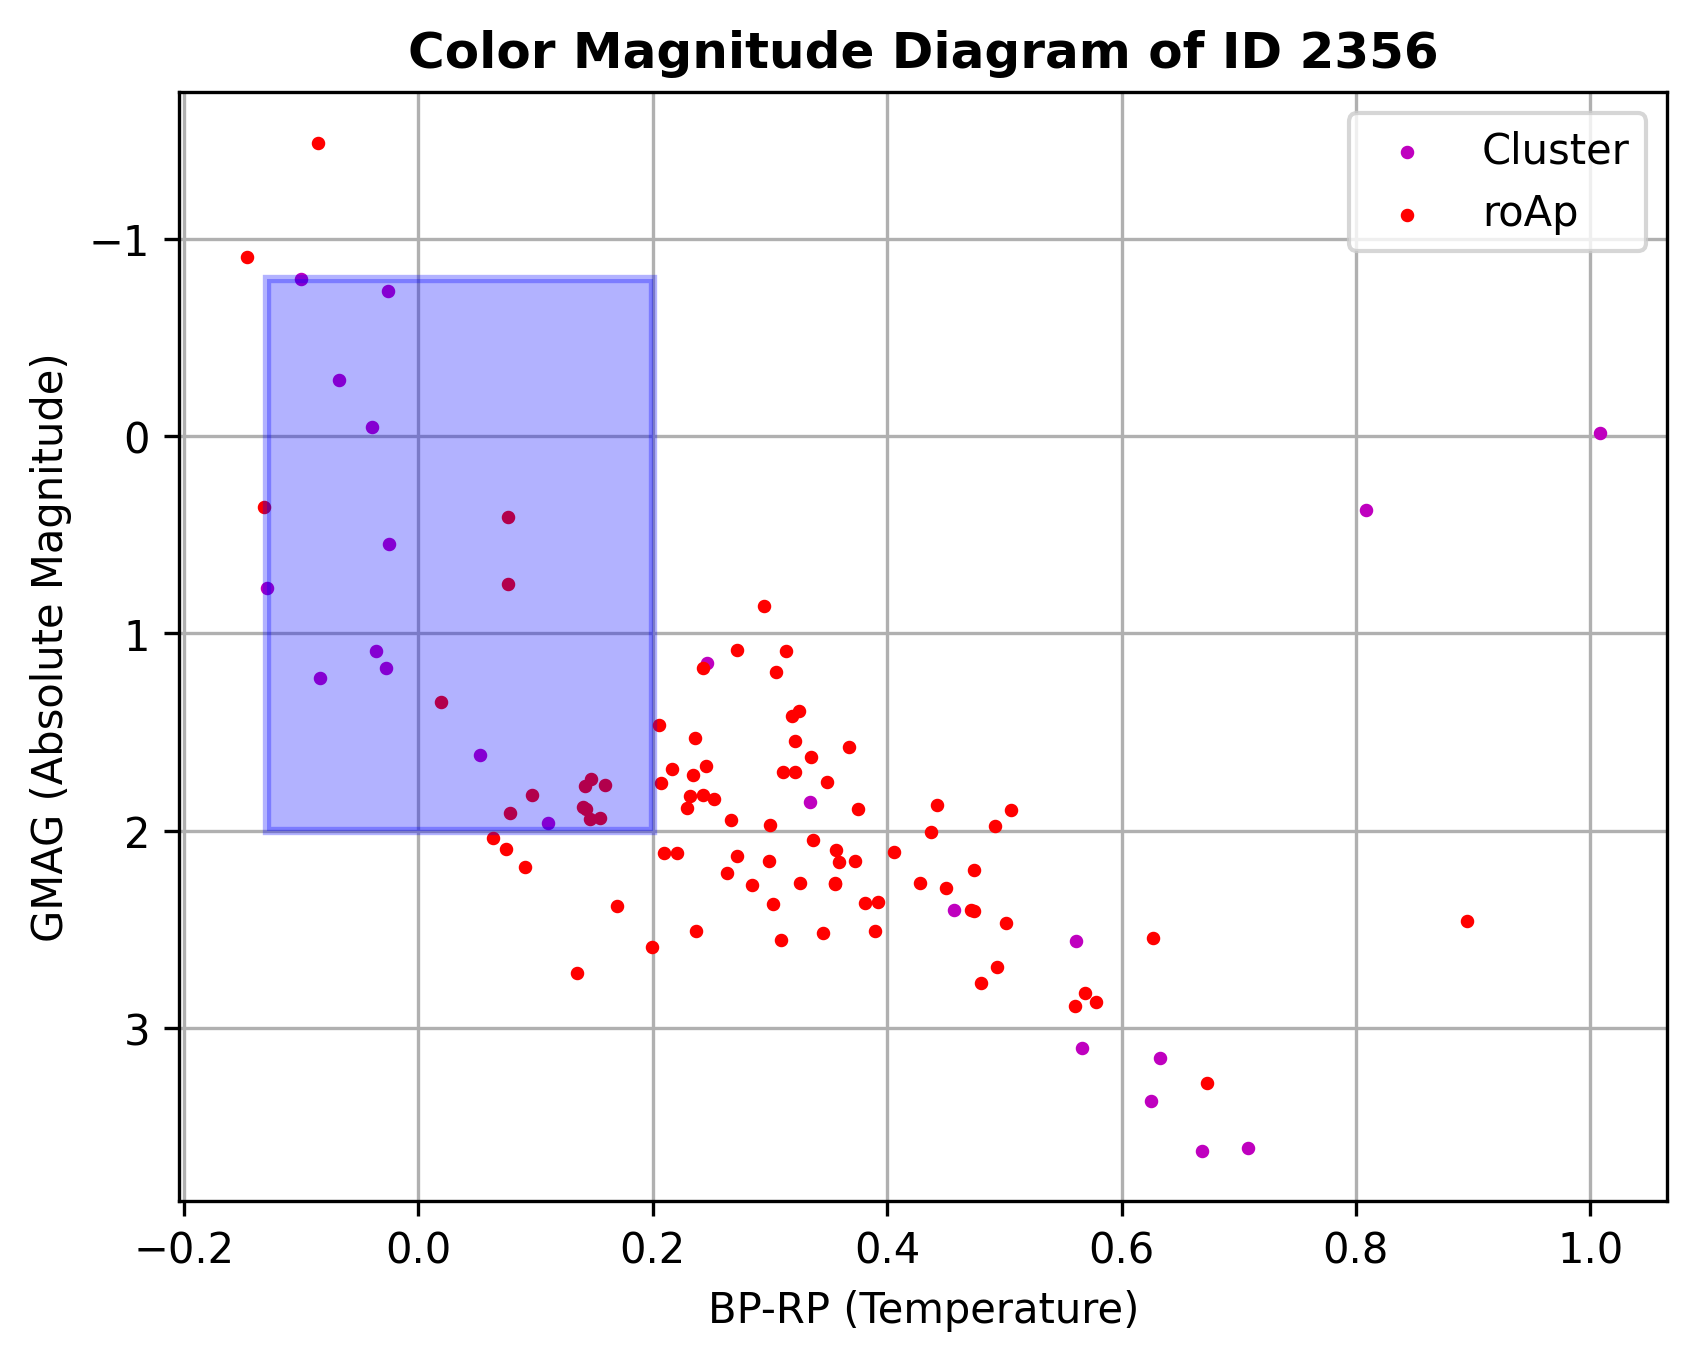 Color Magnitude Diagram of ID 2356
Cluster
roAp
GMAG (Absolute Magnitude)
−1
0
1
2
3
−0.2 0.0 0.2 0.4 0.6 0.8 1.0
BP-RP (Temperature)